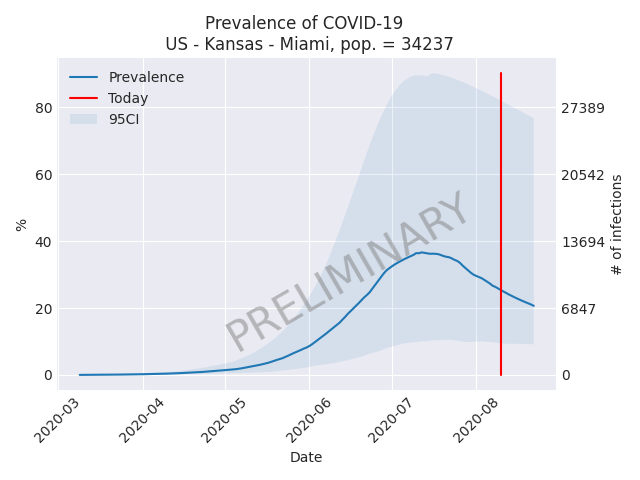 Prevalence of COVID-19
US - Kansas - Miami, pop. = 34237
Prevalence
Today
95CI
80
60
40
20
0
%
27389
20542
13694
6847
0
# of infections
PRELIMINARY
2020-03
2020-04
2020-05
2020-06
2020-07
2020-08
Date